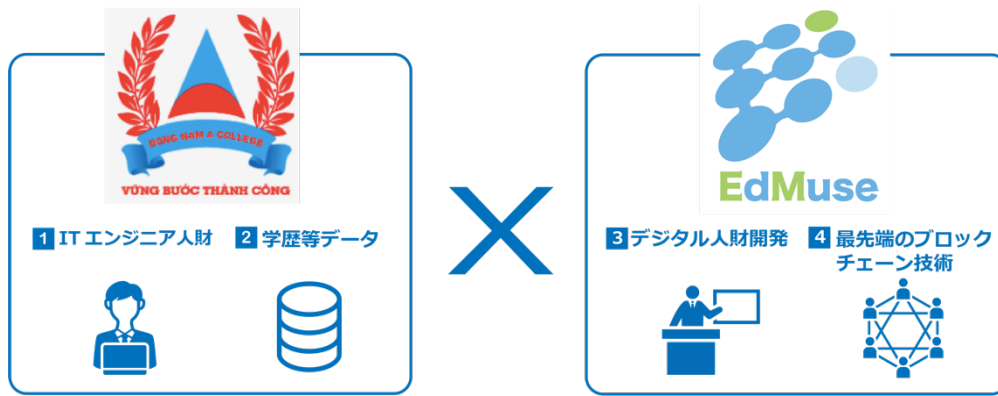 DONG NAM A COLLEGE
VỮNG BƯỚC THÀNH CÔNG
1 IT エンジニア人財
2 学歴等データ
X
EdMuse
3 デジタル人財開発
4 最先端のブロック
チェーン技術